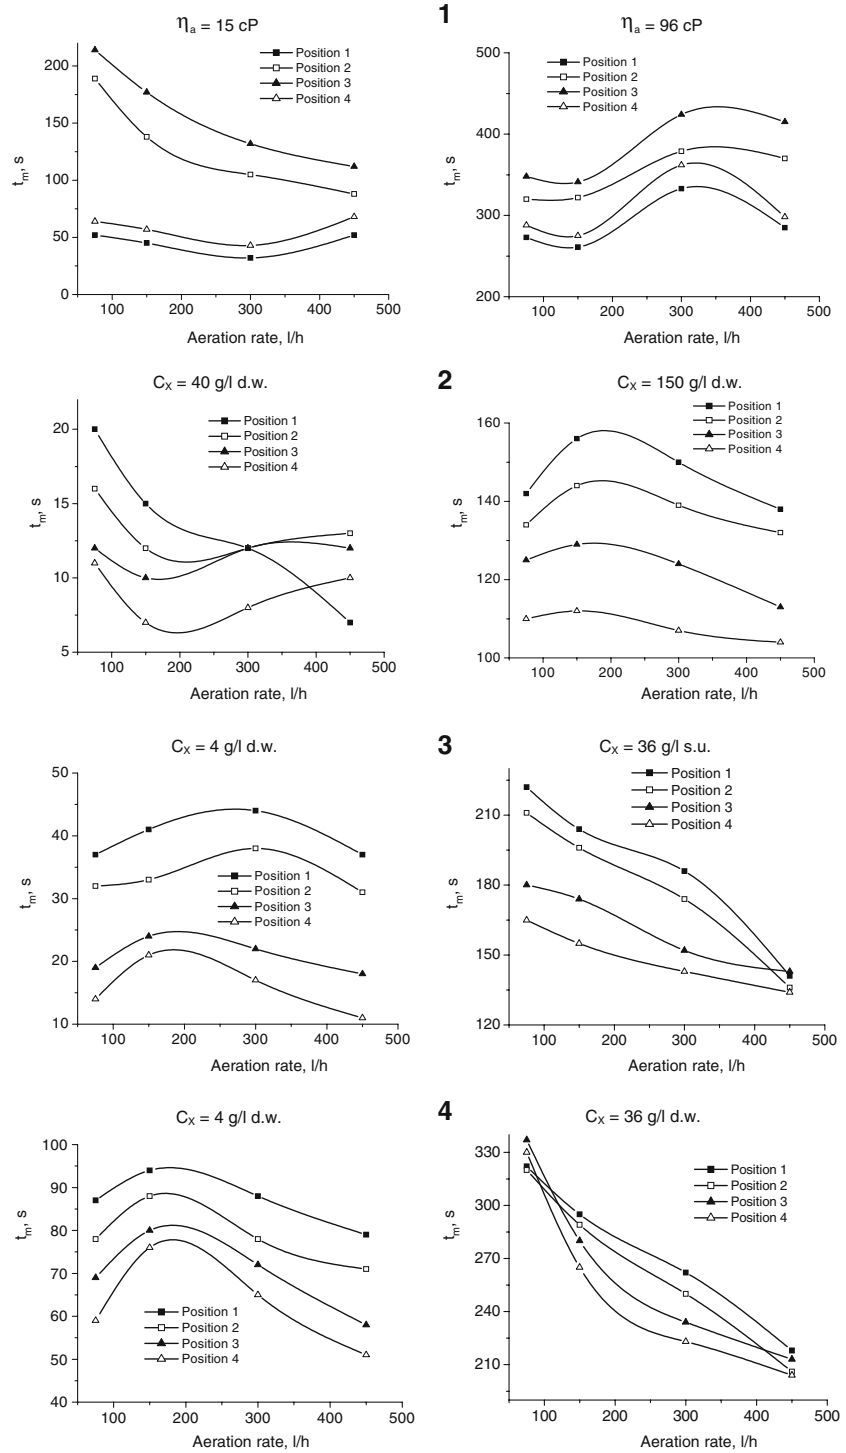 1
ηa = 15 cP
Position 1
Position 2
Position 3
Position 4
200
150
100
50
0
tm, s
100 200 300 400 500
Aeration rate, l/h
ηa = 96 cP
Position 1
Position 2
Position 3
Position 4
500
400
300
200
tm, s
100 200 300 400 500
Aeration rate, l/h
2
CX = 40 g/l d.w.
Position 1
Position 2
Position 3
Position 4
20
15
10
5
tm, s
100 200 300 400 500
Aeration rate, l/h
CX = 150 g/l d.w.
Position 1
Position 2
Position 3
Position 4
160
140
120
100
tm, s
100 200 300 400 500
Aeration rate, l/h
3
CX = 4 g/l d.w.
50
40
30
20
10
Position 1
Position 2
Position 3
Position 4
tm, s
100 200 300 400 500
Aeration rate, l/h
CX = 36 g/l s.u.
Position 1
Position 2
Position 3
Position 4
210
180
150
120
tm, s
100 200 300 400 500
Aeration rate, l/h
4
CX = 4 g/l d.w.
100
90
80
70
60
50
40
tm, s
Position 1
Position 2
Position 3
Position 4
100 200 300 400 500
Aeration rate, l/h
CX = 36 g/l d.w.
330
300
270
240
210
tm, s
Position 1
Position 2
Position 3
Position 4
100 200 300 400 500
Aeration rate, l/h